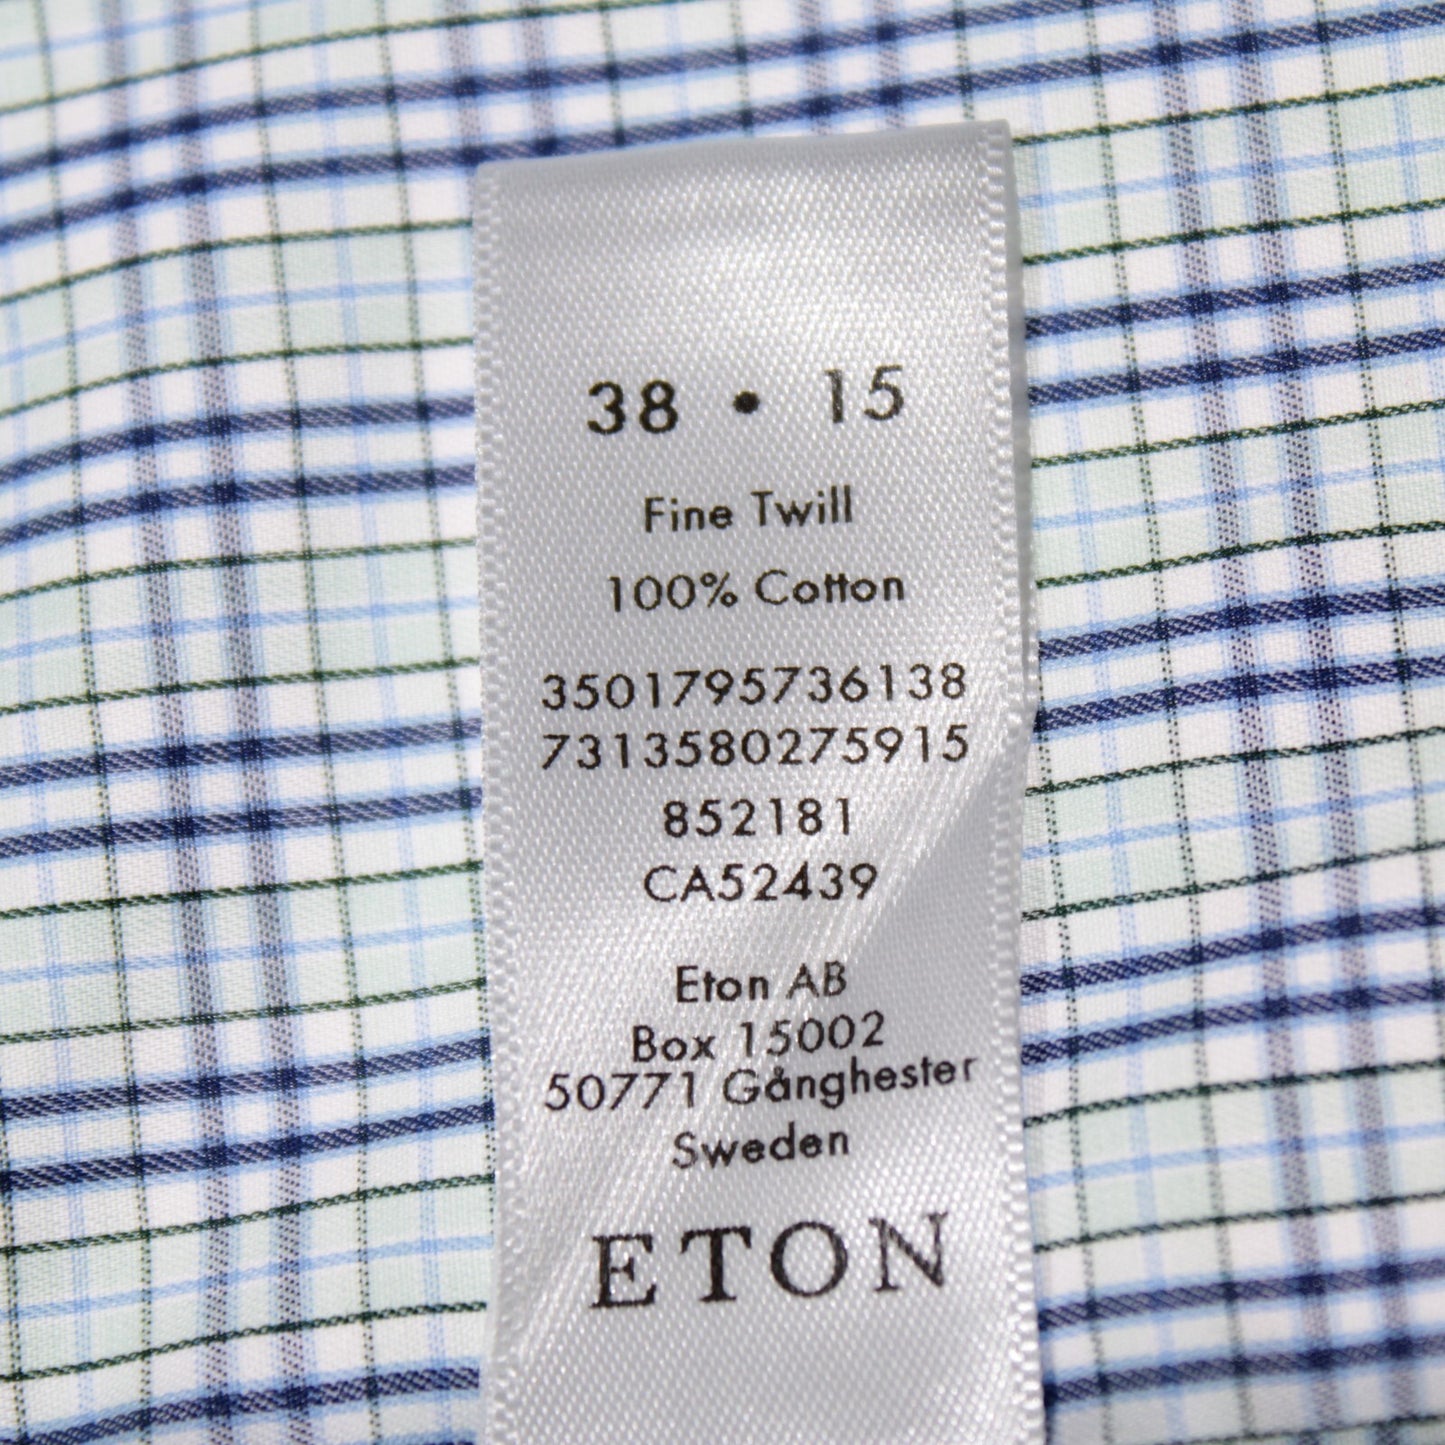 38 • 15
Fine Twill
100% Cotton
3501795736138
7313580275915
852181
CA52439
Eton AB
Box 15002
50771 Gånghester
Sweden
ETON